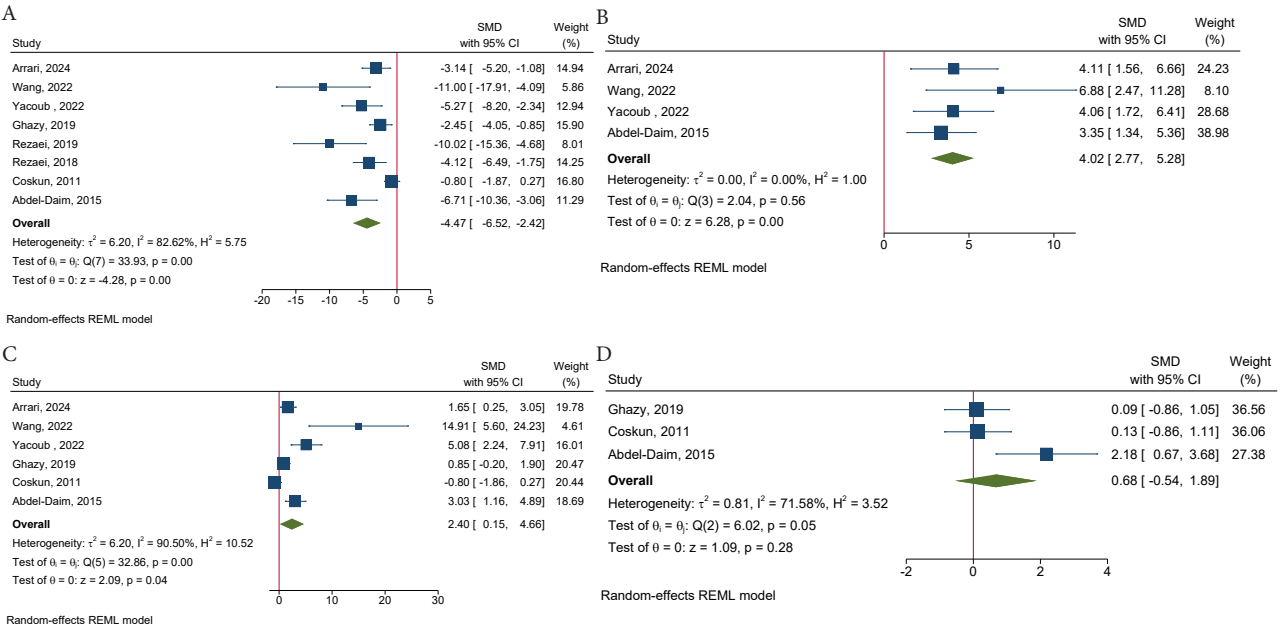 A
SMD Weight
Study with 95% CI (%)
Arrari, 2024 -3.14 [ -5.20, -1.08] 14.94
Wang, 2022 -11.00 [ -17.91, -4.09] 5.86
Yacoub , 2022 -5.27 [ -8.20, -2.34] 12.94
Ghazy, 2019 -2.45 [ -4.05, -0.85] 15.90
Rezaei, 2019 -10.02 [ -15.36, -4.68] 8.01
Rezaei, 2018 -4.12 [ -6.49, -1.75] 14.25
Coskun, 2011 -0.80 [ -1.87, 0.27] 16.80
Abdel-Daim, 2015 -6.71 [ -10.36, -3.06] 11.29
Overall -4.47 [ -6.52, -2.42]
Heterogeneity: τ² = 6.20, I² = 82.62%, H² = 5.75
Test of θᵢ = θⱼ: Q(7) = 33.93, p = 0.00
Test of θ = 0: z = -4.28, p = 0.00
-20 -15 -10 -5 0 5
Random-effects REML model
B
SMD Weight
Study with 95% CI (%)
Arrari, 2024 4.11 [ 1.56, 6.66] 24.23
Wang, 2022 6.88 [ 2.47, 11.28] 8.10
Yacoub , 2022 4.06 [ 1.72, 6.41] 28.68
Abdel-Daim, 2015 3.35 [ 1.34, 5.36] 38.98
Overall 4.02 [ 2.77, 5.28]
Heterogeneity: τ² = 0.00, I² = 0.00%, H² = 1.00
Test of θᵢ = θⱼ: Q(3) = 2.04, p = 0.56
Test of θ = 0: z = 6.28, p = 0.00
0 5 10
Random-effects REML model
C
SMD Weight
Study with 95% CI (%)
Arrari, 2024 1.65 [ 0.25, 3.05] 19.78
Wang, 2022 14.91 [ 5.60, 24.23] 4.61
Yacoub , 2022 5.08 [ 2.24, 7.91] 16.01
Ghazy, 2019 0.85 [ -0.20, 1.90] 20.47
Coskun, 2011 -0.80 [ -1.86, 0.27] 20.44
Abdel-Daim, 2015 3.03 [ 1.16, 4.89] 18.69
Overall 2.40 [ 0.15, 4.66]
Heterogeneity: τ² = 6.20, I² = 90.50%, H² = 10.52
Test of θᵢ = θⱼ: Q(5) = 32.86, p = 0.00
Test of θ = 0: z = 2.09, p = 0.04
0 10 20 30
Random-effects REML model
D
SMD Weight
Study with 95% CI (%)
Ghazy, 2019 0.09 [ -0.86, 1.05] 36.56
Coskun, 2011 0.13 [ -0.86, 1.11] 36.06
Abdel-Daim, 2015 2.18 [ 0.67, 3.68] 27.38
Overall 0.68 [ -0.54, 1.89]
Heterogeneity: τ² = 0.81, I² = 71.58%, H² = 3.52
Test of θᵢ = θⱼ: Q(2) = 6.02, p = 0.05
Test of θ = 0: z = 1.09, p = 0.28
-2 0 2 4
Random-effects REML model